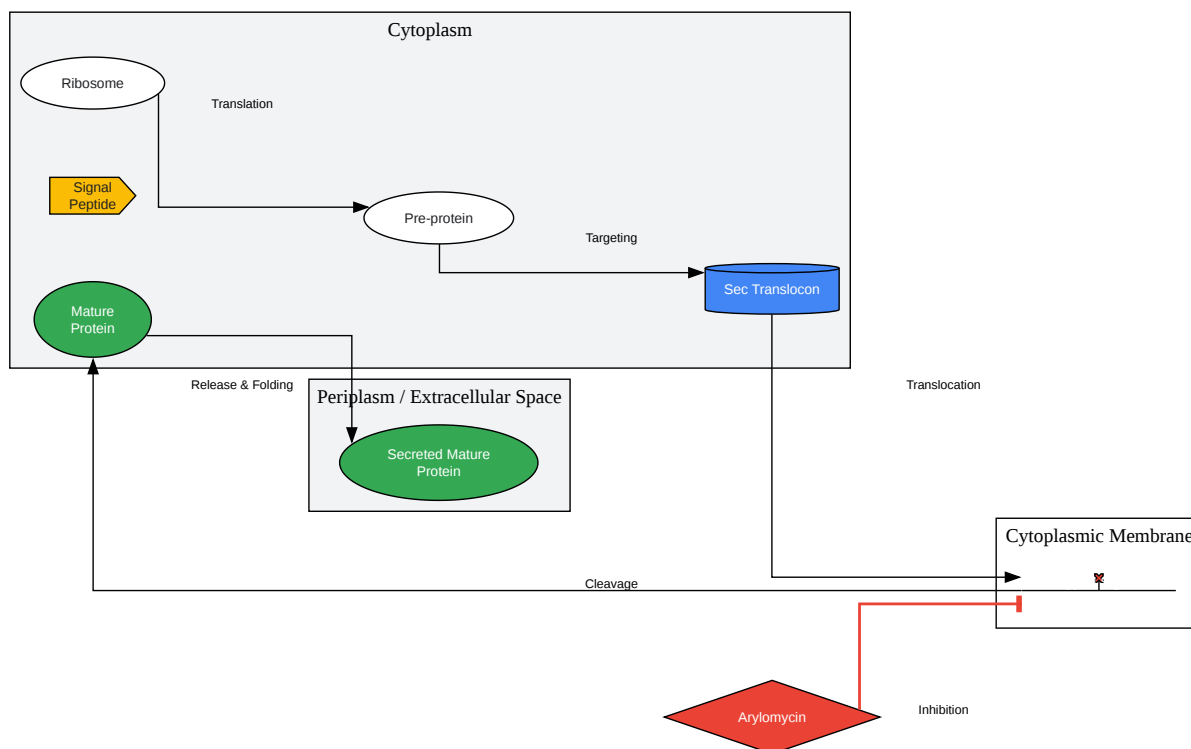 Cytoplasm
Ribosome
Translation
Signal
Peptide
Pre-protein
Targeting
Sec Translocon
Mature
Protein
Release & Folding
Translocation
Periplasm / Extracellular Space
Secreted Mature
Protein
Cytoplasmic Membrane
Cleavage
Arylomycin
Inhibition